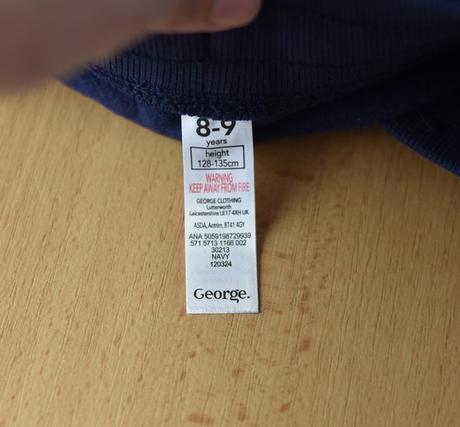 8-9
years
height
128-135cm
WARNING
KEEP AWAY FROM FIRE
GEORGE CLOTHING
Lutterworth
Leicestershire LE17 4XH UK
ASDA, Antrim, BT41 4GY
ANA 5059198729939
571 5713 1166 002
30213
NAVY
120324
George.